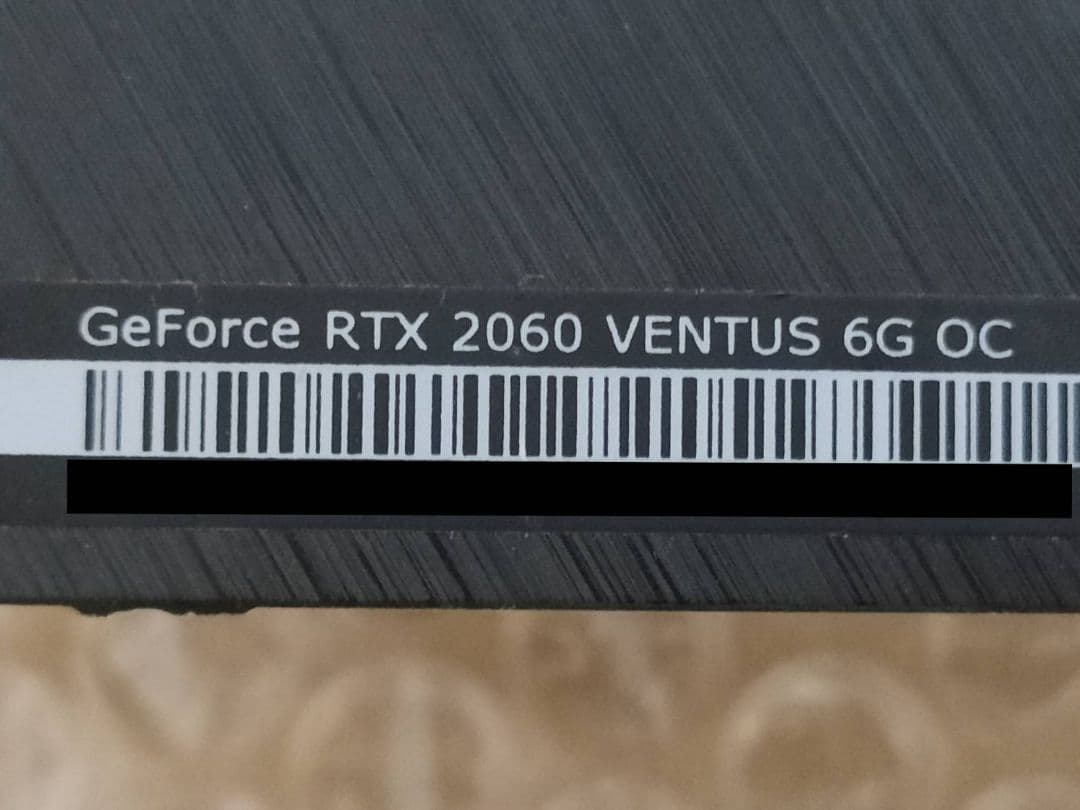 GeForce RTX 2060 VENTUS 6G OC